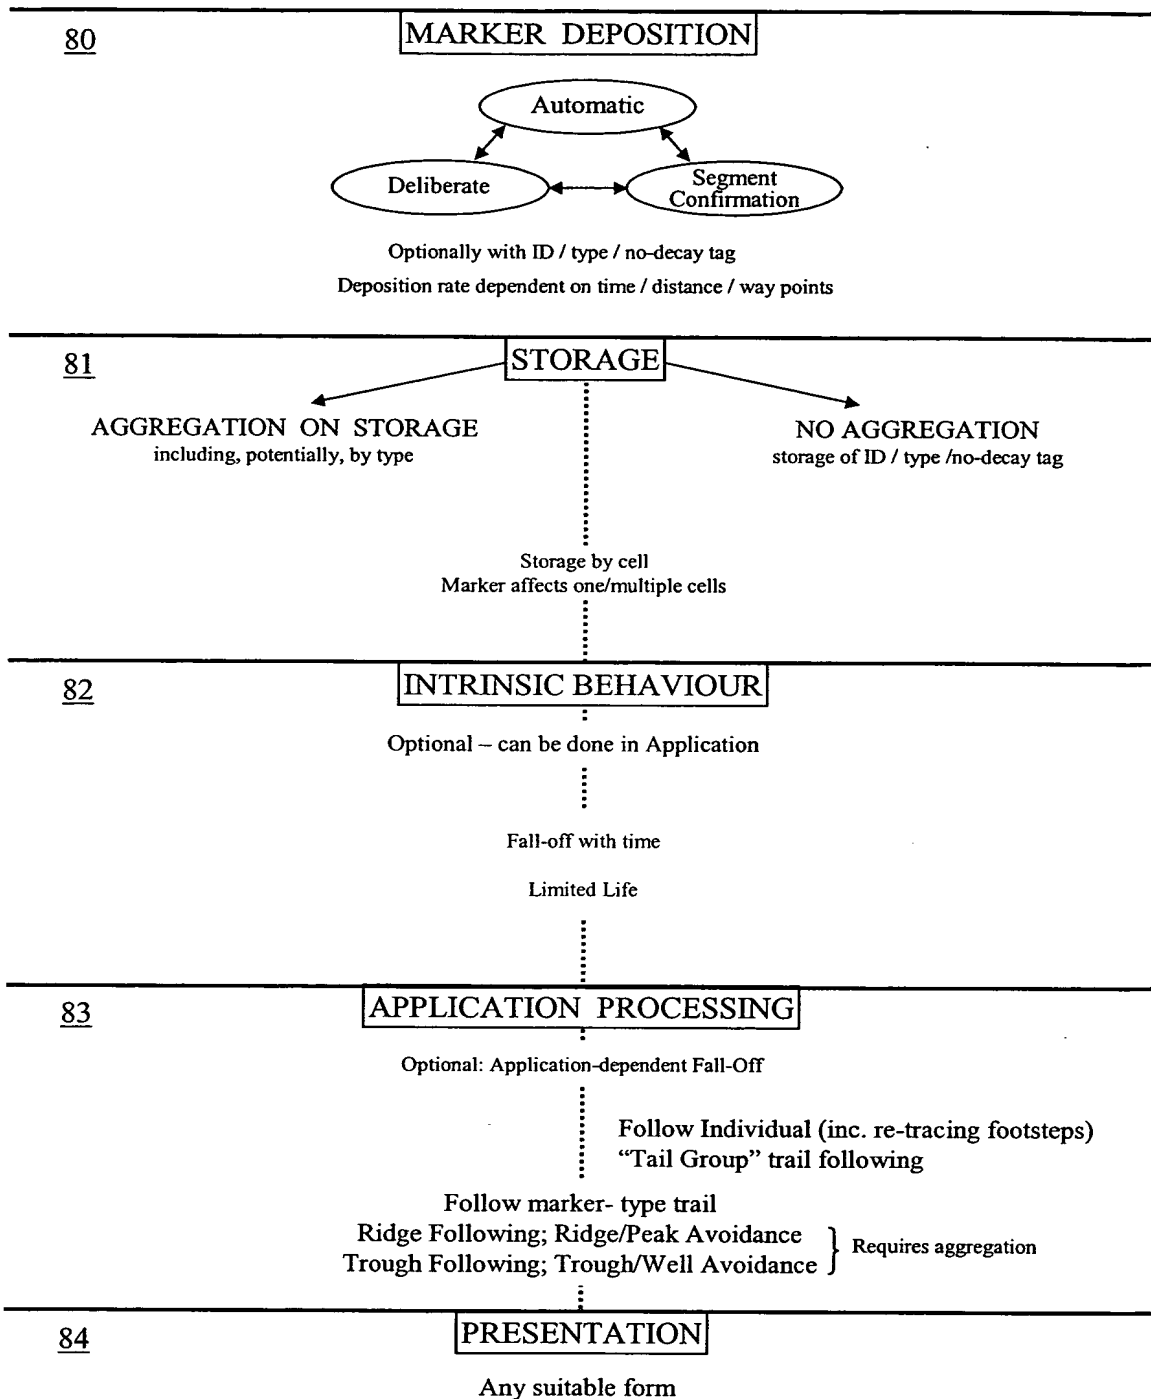 80
MARKER DEPOSITION
Automatic
Deliberate
Segment
Confirmation
Optionally with ID / type / no-decay tag
Deposition rate dependent on time / distance / way points
81
STORAGE
AGGREGATION ON STORAGE
including, potentially, by type
NO AGGREGATION
storage of ID / type /no-decay tag
Storage by cell
Marker affects one/multiple cells
82
INTRINSIC BEHAVIOUR
Optional – can be done in Application
Fall-off with time
Limited Life
83
APPLICATION PROCESSING
Optional: Application-dependent Fall-Off
Follow Individual (inc. re-tracing footsteps)
“Tail Group” trail following
Follow marker- type trail
Ridge Following; Ridge/Peak Avoidance
Trough Following; Trough/Well Avoidance
Requires aggregation
84
PRESENTATION
Any suitable form